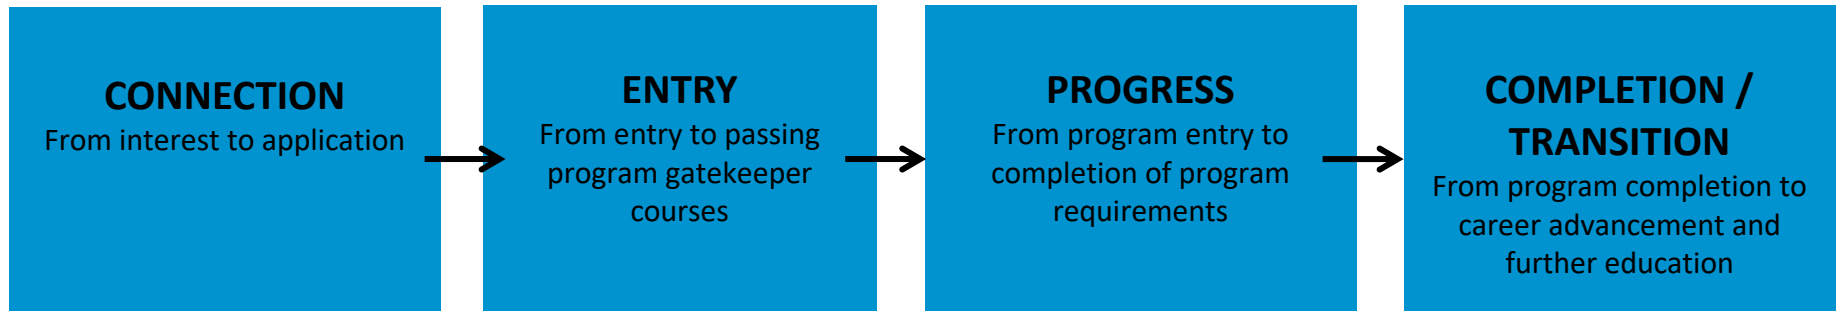 CONNECTION
From interest to application
ENTRY
From entry to passing
program gatekeeper
courses
PROGRESS
From program entry to
completion of program
requirements
COMPLETION /
TRANSITION
From program completion to
career advancement and
further education